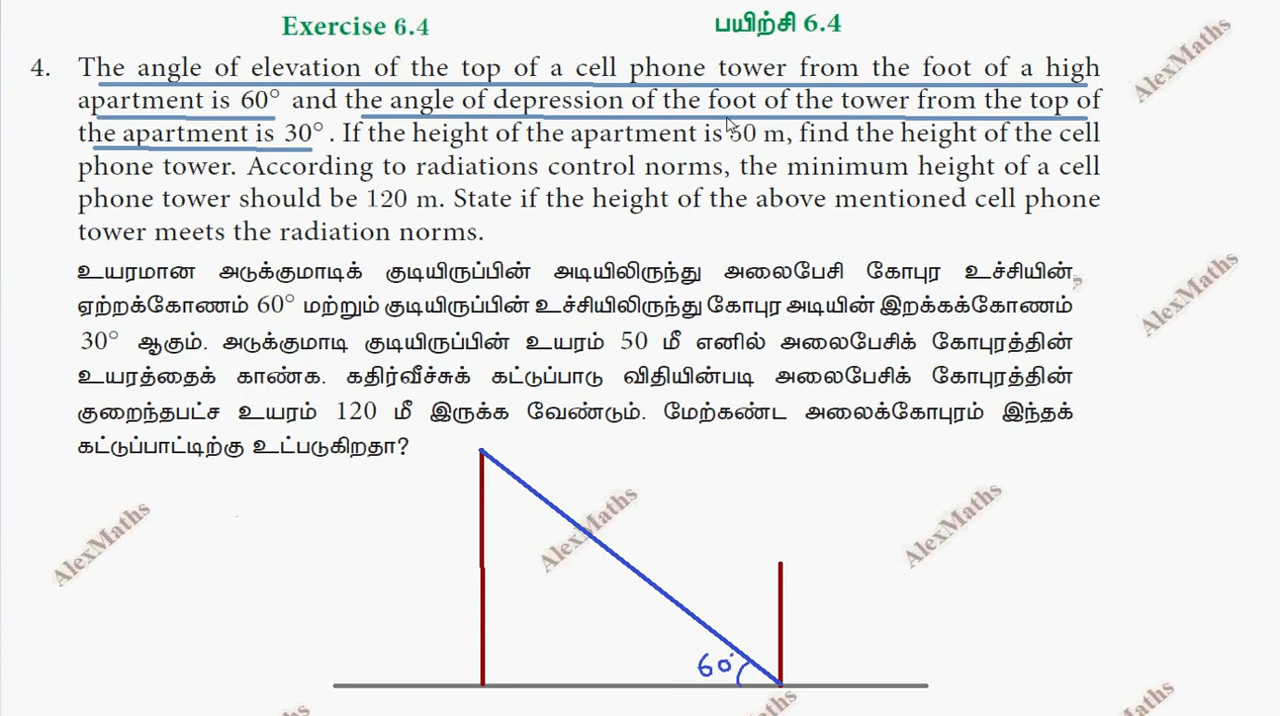 Exercise 6.4
பயிற்சி 6.4
AlexMaths
4. The angle of elevation of the top of a cell phone tower from the foot of a high
apartment is 60° and the angle of depression of the foot of the tower from the top of
the apartment is 30° . If the height of the apartment is 50 m, find the height of the cell
phone tower. According to radiations control norms, the minimum height of a cell
phone tower should be 120 m. State if the height of the above mentioned cell phone
tower meets the radiation norms.
உயரமான அடுக்குமாடிக் குடியிருப்பின் அடியிலிருந்து அலைபேசி கோபுர உச்சியின்
ஏற்றக்கோணம் 60° மற்றும் குடியிருப்பின் உச்சியிலிருந்து கோபுர அடியின் இறக்கக்கோணம்
30° ஆகும். அடுக்குமாடி குடியிருப்பின் உயரம் 50 மீ எனில் அலைபேசிக் கோபுரத்தின்
உயரத்தைக் காண்க. கதிர்வீச்சுக் கட்டுப்பாடு விதியின்படி அலைபேசிக் கோபுரத்தின்
குறைந்தபட்ச உயரம் 120 மீ இருக்க வேண்டும். மேற்கண்ட அலைக்கோபுரம் இந்தக்
கட்டுப்பாட்டிற்கு உட்படுகிறதா?
AlexMaths
AlexMaths
AlexMaths
AlexMaths
60°